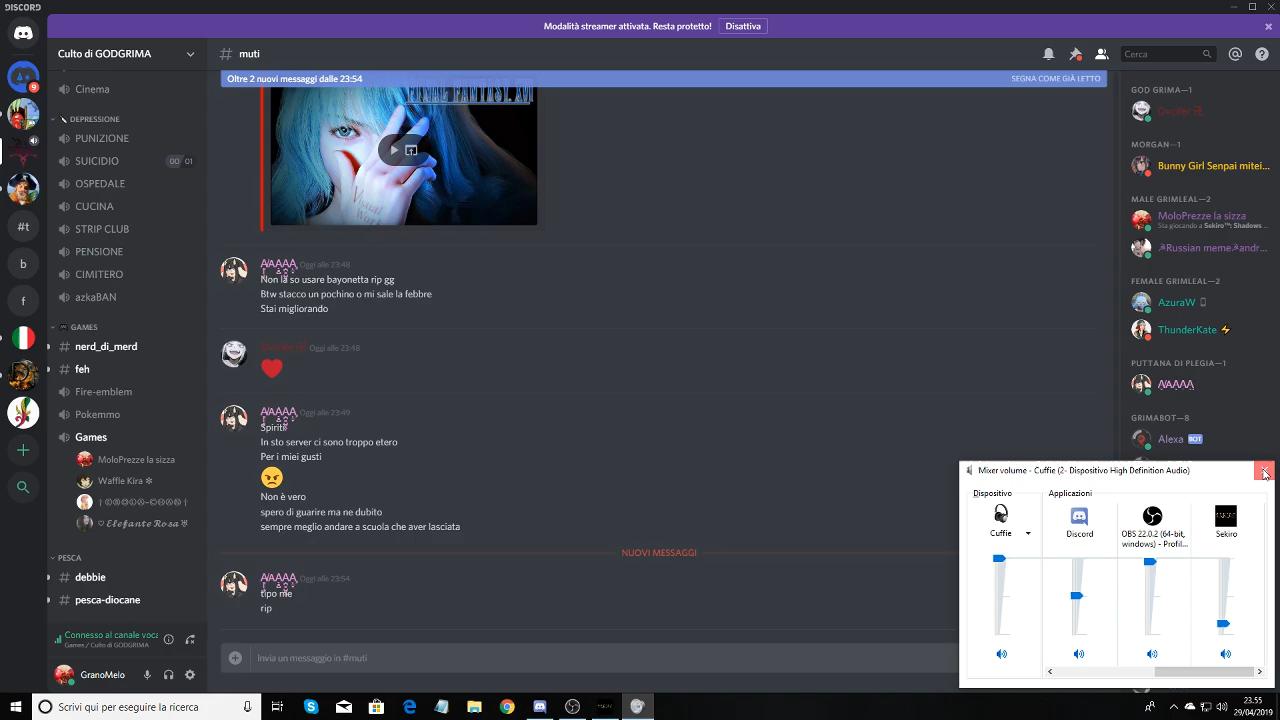 DISCORD
Modalità streamer attivata. Resta protetto!
Disattiva
Culto di GODGRIMA
# muti
Cerca
Oltre 2 nuovi messaggi dalle 23:54
SEGNA COME GIÀ LETTO
9
Cinema
DEPRESSIONE
PUNIZIONE
SUICIDIO
00 01
OSPEDALE
CUCINA
STRIP CLUB
PENSIONE
CIMITERO
azkaBAN
GAMES
# nerd_di_merd
# feh
Fire-emblem
Pokemmo
Games
MoloPrezze la sizza
Waffle Kira ✼
♡ Elefante Rosa
PESCA
# debbie
# pesca-diocane
Connesso al canale voca
Games / Culto di GODGRIMA
GranoMelo
#t
b
f
Oggi alle 23:48
Non la so usare bayonetta rip gg
Btw stacco un pochino o mi sale la febbre
Stai migliorando
Oggi alle 23:48
Oggi alle 23:49
Spiriti
In sto server ci sono troppo etero
Per i miei gusti
Non è vero
spero di guarire ma ne dubito
sempre meglio andare a scuola che aver lasciata
NUOVI MESSAGGI
Oggi alle 23:54
tipo me
rip
Invia un messaggio in #muti
GOD GRIMA—1
MORGAN—1
Bunny Girl Senpai mitei...
MALE GRIMLEAL—2
MoloPrezze la sizza
Sta giocando a Sekiro™: Shadows ...
Russian meme☭andr...
FEMALE GRIMLEAL—2
AzuraW
ThunderKate ⚡
PUTTANA DI PLEGIA—1
GRIMABOT—8
Alexa BOT
Mixer volume - Cuffie (2- Dispositivo High Definition Audio)
Dispositivo
Applicazioni
Cuffie
Discord
OBS 22.0.2 (64-bit,
windows) - Profil...
Sekiro
Scrivi qui per eseguire la ricerca
23.55
29/04/2019